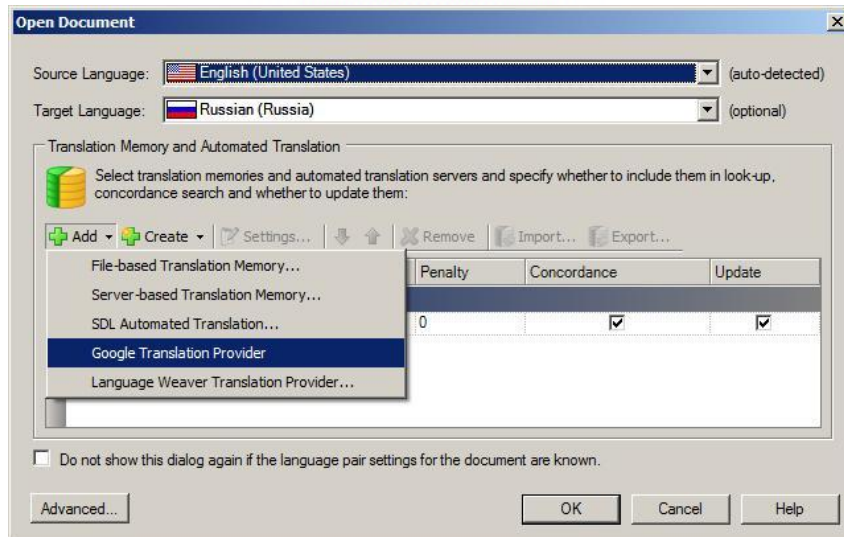 Open Document
Source Language: English (United States) (auto-detected)
Target Language: Russian (Russia) (optional)
Translation Memory and Automated Translation
Select translation memories and automated translation servers and specify whether to include them in look-up,
concordance search and whether to update them:
Add Create Settings... Remove Import... Export...
File-based Translation Memory...
Server-based Translation Memory...
SDL Automated Translation...
Google Translation Provider
Language Weaver Translation Provider...
Penalty Concordance Update
0
Do not show this dialog again if the language pair settings for the document are known.
Advanced... OK Cancel Help